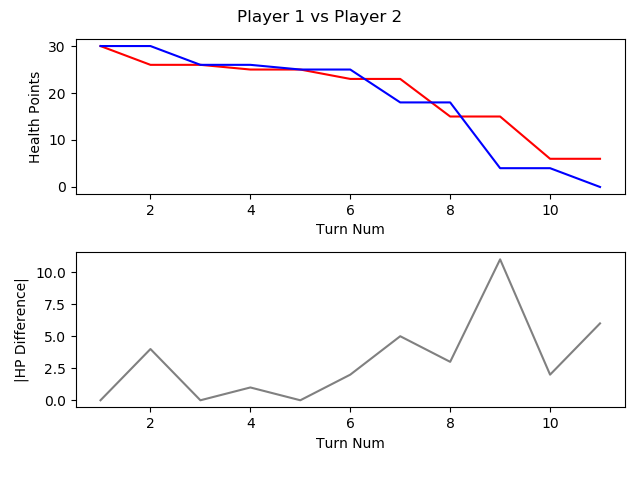 Player 1 vs Player 2
30
20
10
0
Health Points
2 4 6 8 10
Turn Num
10.0
7.5
5.0
2.5
0.0
|HP Difference|
2 4 6 8 10
Turn Num